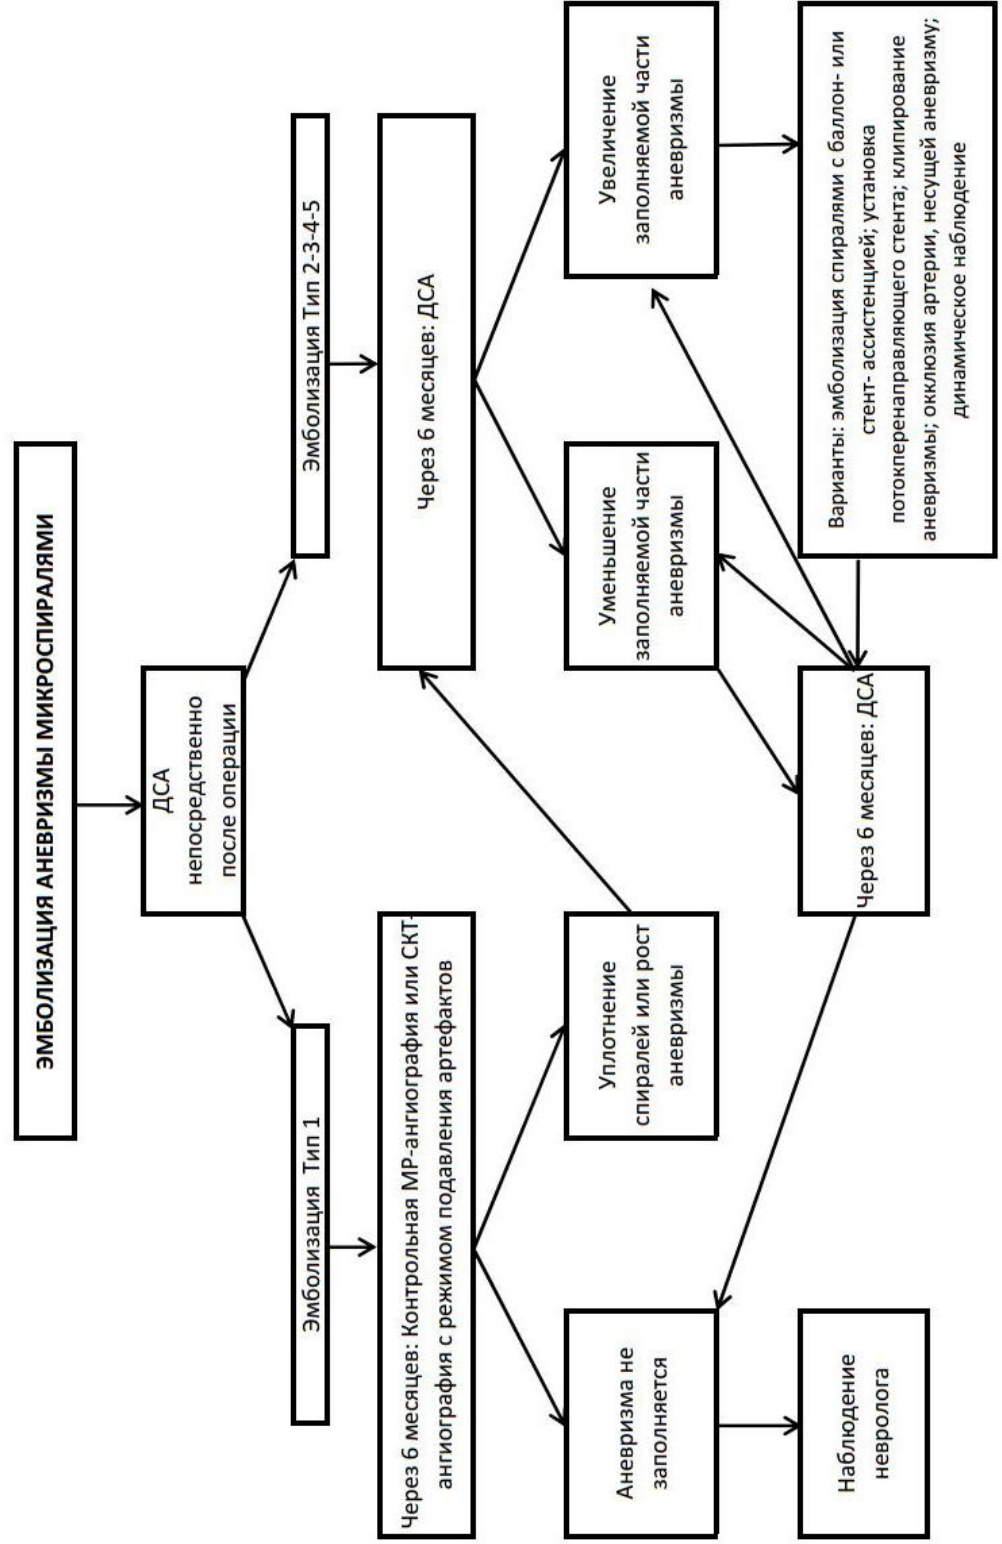 ЭМБОЛИЗАЦИЯ АНЕВРИЗМЫ МИКРОСПИРАЛЯМИ
ДСА
непосредственно
после операции
Эмболизация Тип 1
Эмболизация Тип 2-3-4-5
Через 6 месяцев: Контрольная МР-ангиография или СКТ-
ангиография с режимом подавления артефактов
Через 6 месяцев: ДСА
Аневризма не
заполняется
Уплотнение
спиралей или рост
аневризмы
Уменьшение
заполняемой части
аневризмы
Увеличение
заполняемой части
аневризмы
Наблюдение
невролога
Через 6 месяцев: ДСА
Варианты: эмболизация спиралями с баллон- или
стент- ассистенцией; установка
потокперенаправляющего стента; клипирование
аневризмы; окклюзия артерии, несущей аневризму;
динамическое наблюдение